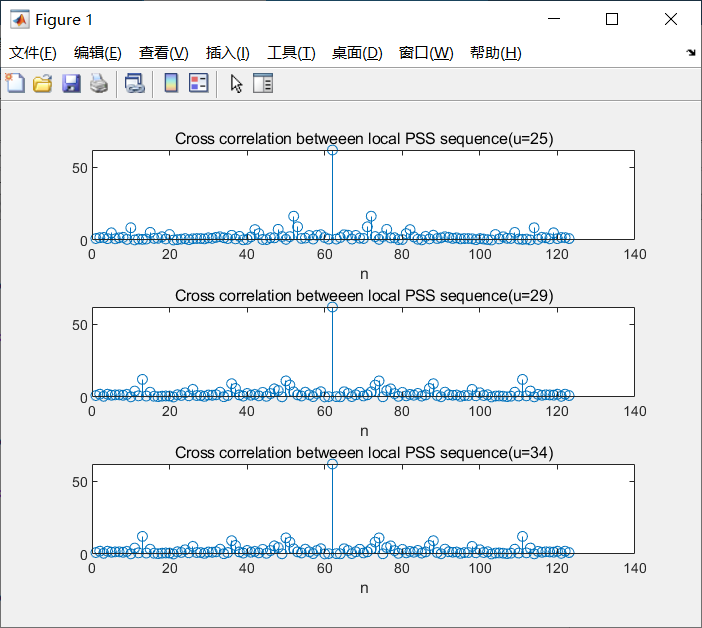 Figure 1
文件(F) 编辑(E) 查看(V) 插入(I) 工具(T) 桌面(D) 窗口(W) 帮助(H)
Cross correlation betweeen local PSS sequence(u=25)
50
0
0 20 40 60 80 100 120 140
n
Cross correlation betweeen local PSS sequence(u=29)
50
0
0 20 40 60 80 100 120 140
n
Cross correlation betweeen local PSS sequence(u=34)
50
0
0 20 40 60 80 100 120 140
n